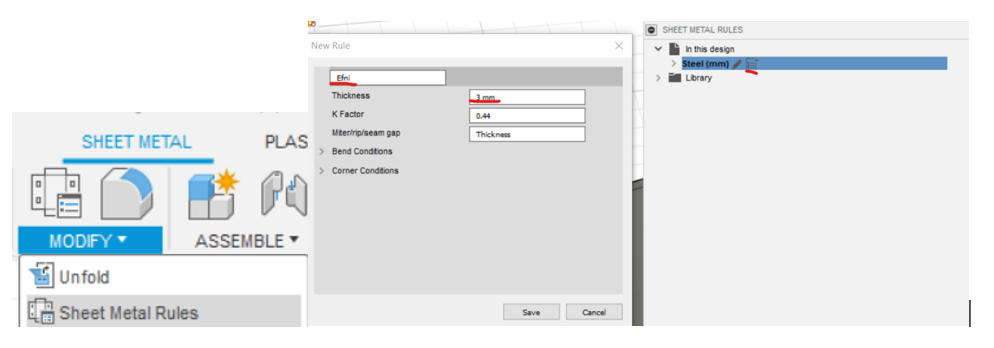 SHEET METAL
PLAS
MODIFY
ASSEMBLE
Unfold
Sheet Metal Rules
New Rule
Efni
Thickness
3 mm
K Factor
0.44
Miter/rip/seam gap
Thickness
Bend Conditions
Corner Conditions
Save
Cancel
SHEET METAL RULES
In this design
Steel (mm)
Library